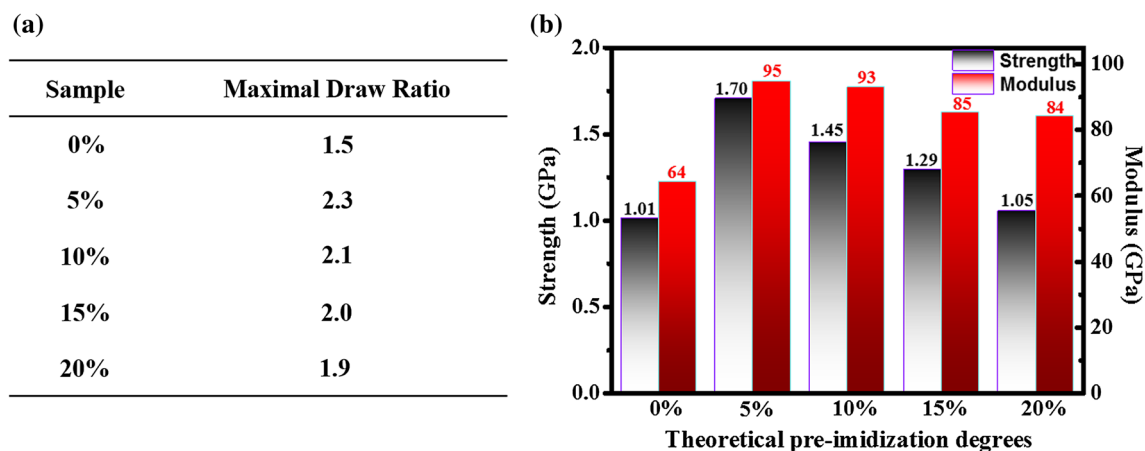 (a)
Sample Maximal Draw Ratio
0% 1.5
5% 2.3
10% 2.1
15% 2.0
20% 1.9
(b)
Strength (GPa)
2.0
1.5
1.0
0.5
0.0
Strength
Modulus
1.01 64
1.70 95
1.45 93
1.29 85
1.05 84
100
80
60
40
20
0
Modulus (GPa)
0% 5% 10% 15% 20%
Theoretical pre-imidization degrees